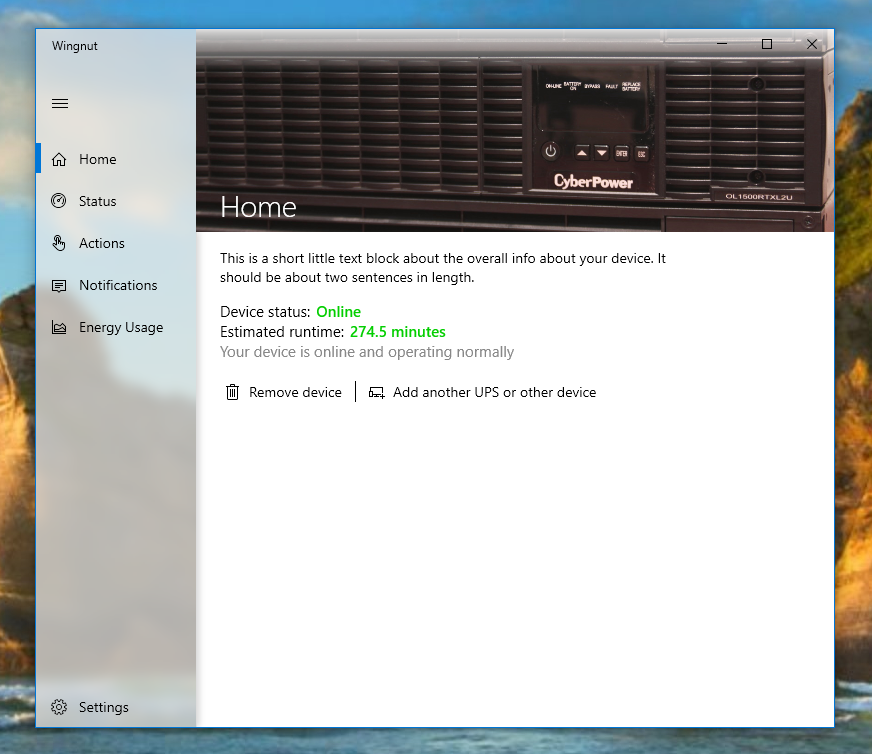 Wingnut
Home
Status
Actions
Notifications
Energy Usage
Settings
ON-LINE BATTERY ON BYPASS FAULT REPLACE BATTERY
ENTER ESC
CyberPower
OL1500RTXL2U
Home
This is a short little text block about the overall info about your device. It
should be about two sentences in length.
Device status: Online
Estimated runtime: 274.5 minutes
Your device is online and operating normally
Remove device
Add another UPS or other device